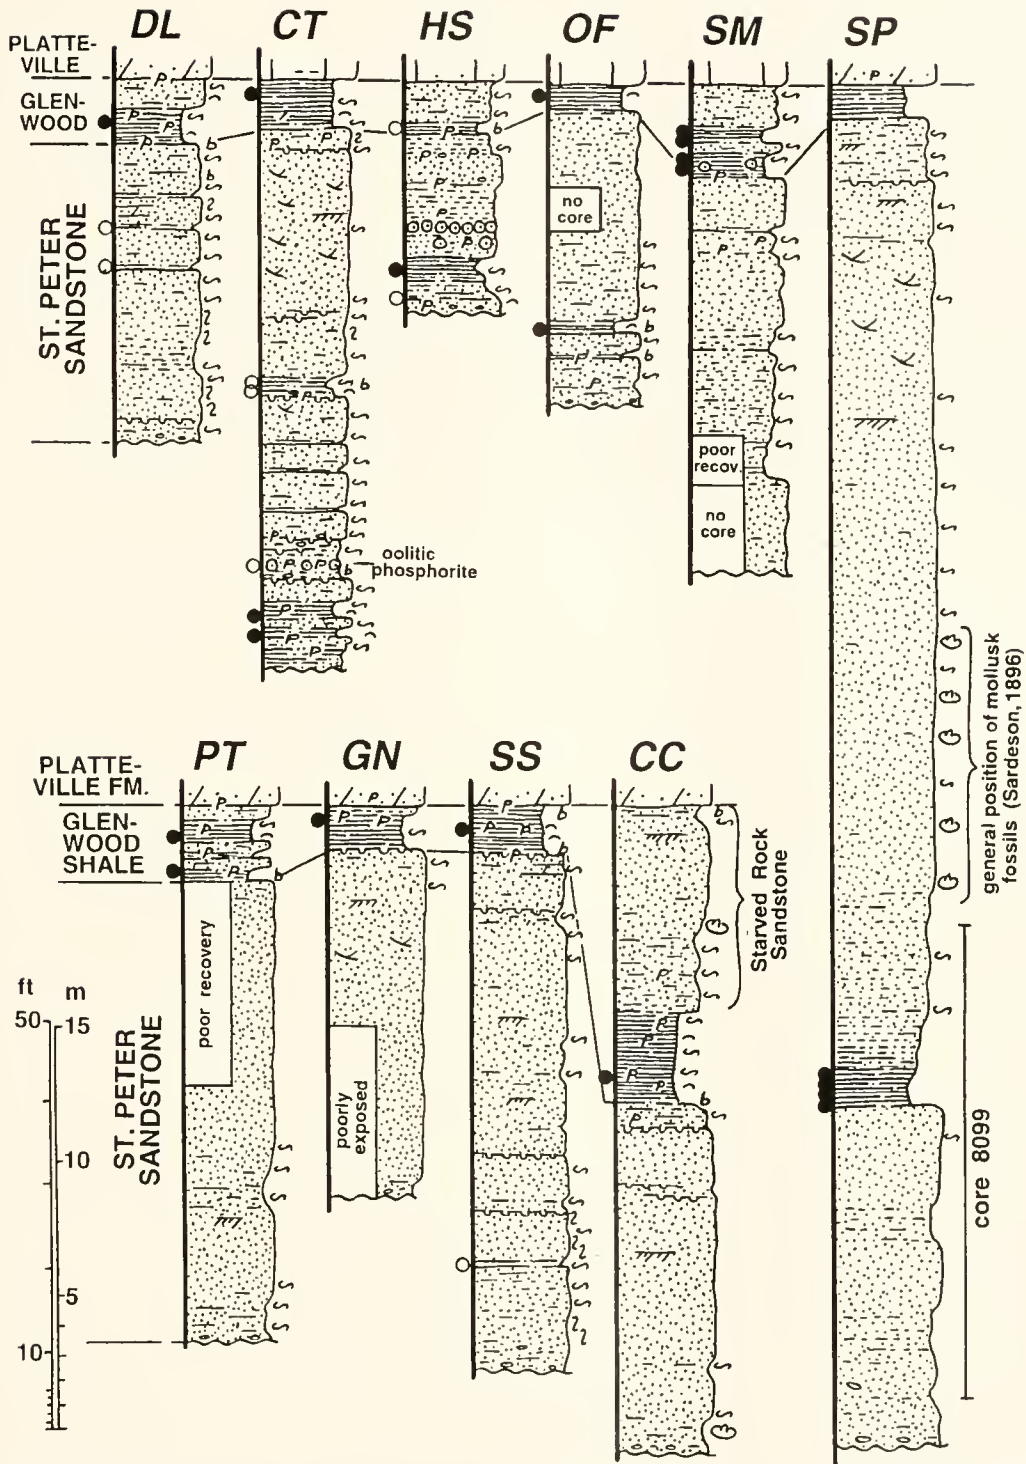 DL CT HS OF SM SP
PLATTE-
VILLE
GLEN-
WOOD
ST. PETER
SANDSTONE
no
core
poor
recov.
no
core
oolitic
phosphorite
general position of mollusk
fossils (Sardeson, 1896)
PT GN SS CC
PLATTE-
VILLE FM.
GLEN-
WOOD
SHALE
ST. PETER
SANDSTONE
poor recovery
poorly
exposed
Starved Rock
Sandstone
core 8099
ft m
50 15
10
5
10